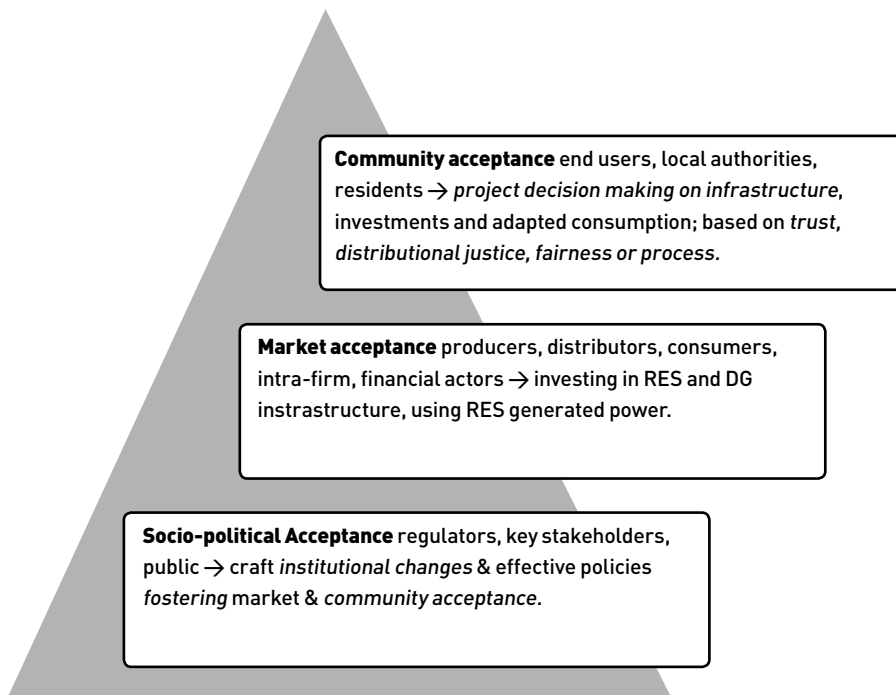 Community acceptance end users, local authorities,
residents → project decision making on infrastructure,
investments and adapted consumption; based on trust,
distributional justice, fairness or process.
Market acceptance producers, distributors, consumers,
intra-firm, financial actors → investing in RES and DG
instrastructure, using RES generated power.
Socio-political Acceptance regulators, key stakeholders,
public → craft institutional changes & effective policies
fostering market & community acceptance.